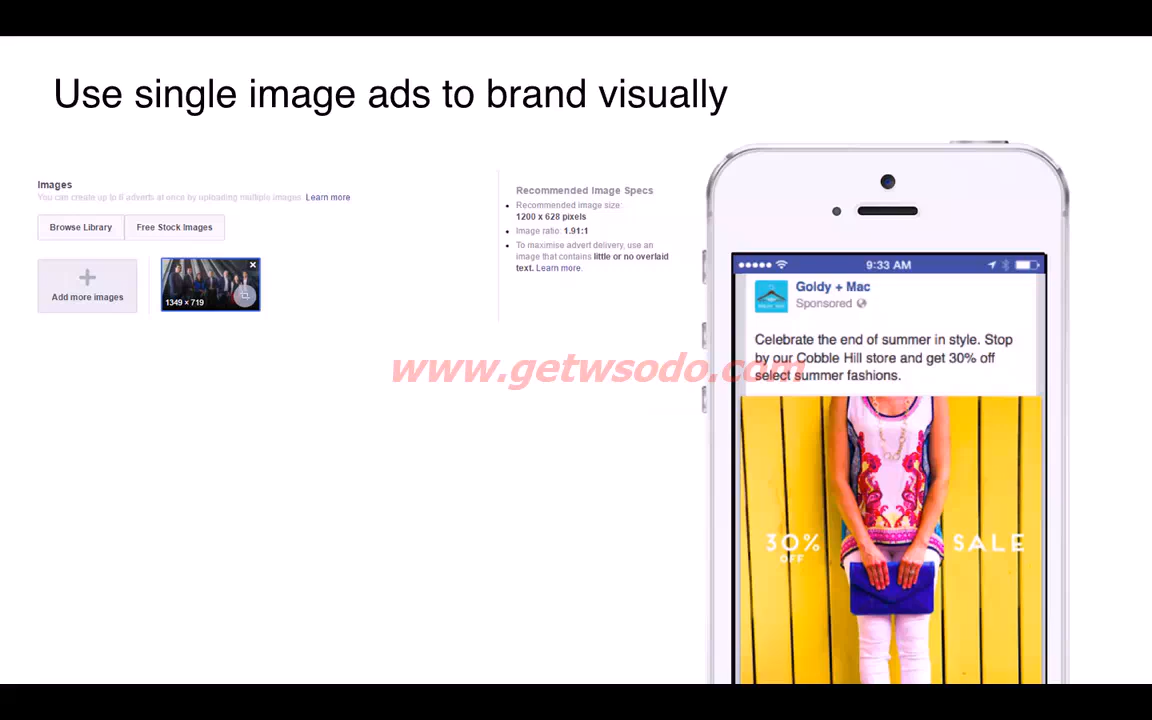 Use single image ads to brand visually
Images
You can create up to 6 adverts at once by uploading multiple images. Learn more
Browse Library
Free Stock Images
Add more images
1349 × 719
Recommended Image Specs
Recommended image size:
1200 x 628 pixels
Image ratio: 1.91:1
To maximise advert delivery, use an
image that contains little or no overlaid
text. Learn more.
9:33 AM
Goldy + Mac
Sponsored
Celebrate the end of summer in style. Stop
by our Cobble Hill store and get 30% off
select summer fashions.
www.getwsodo.com
30%
OFF
SALE